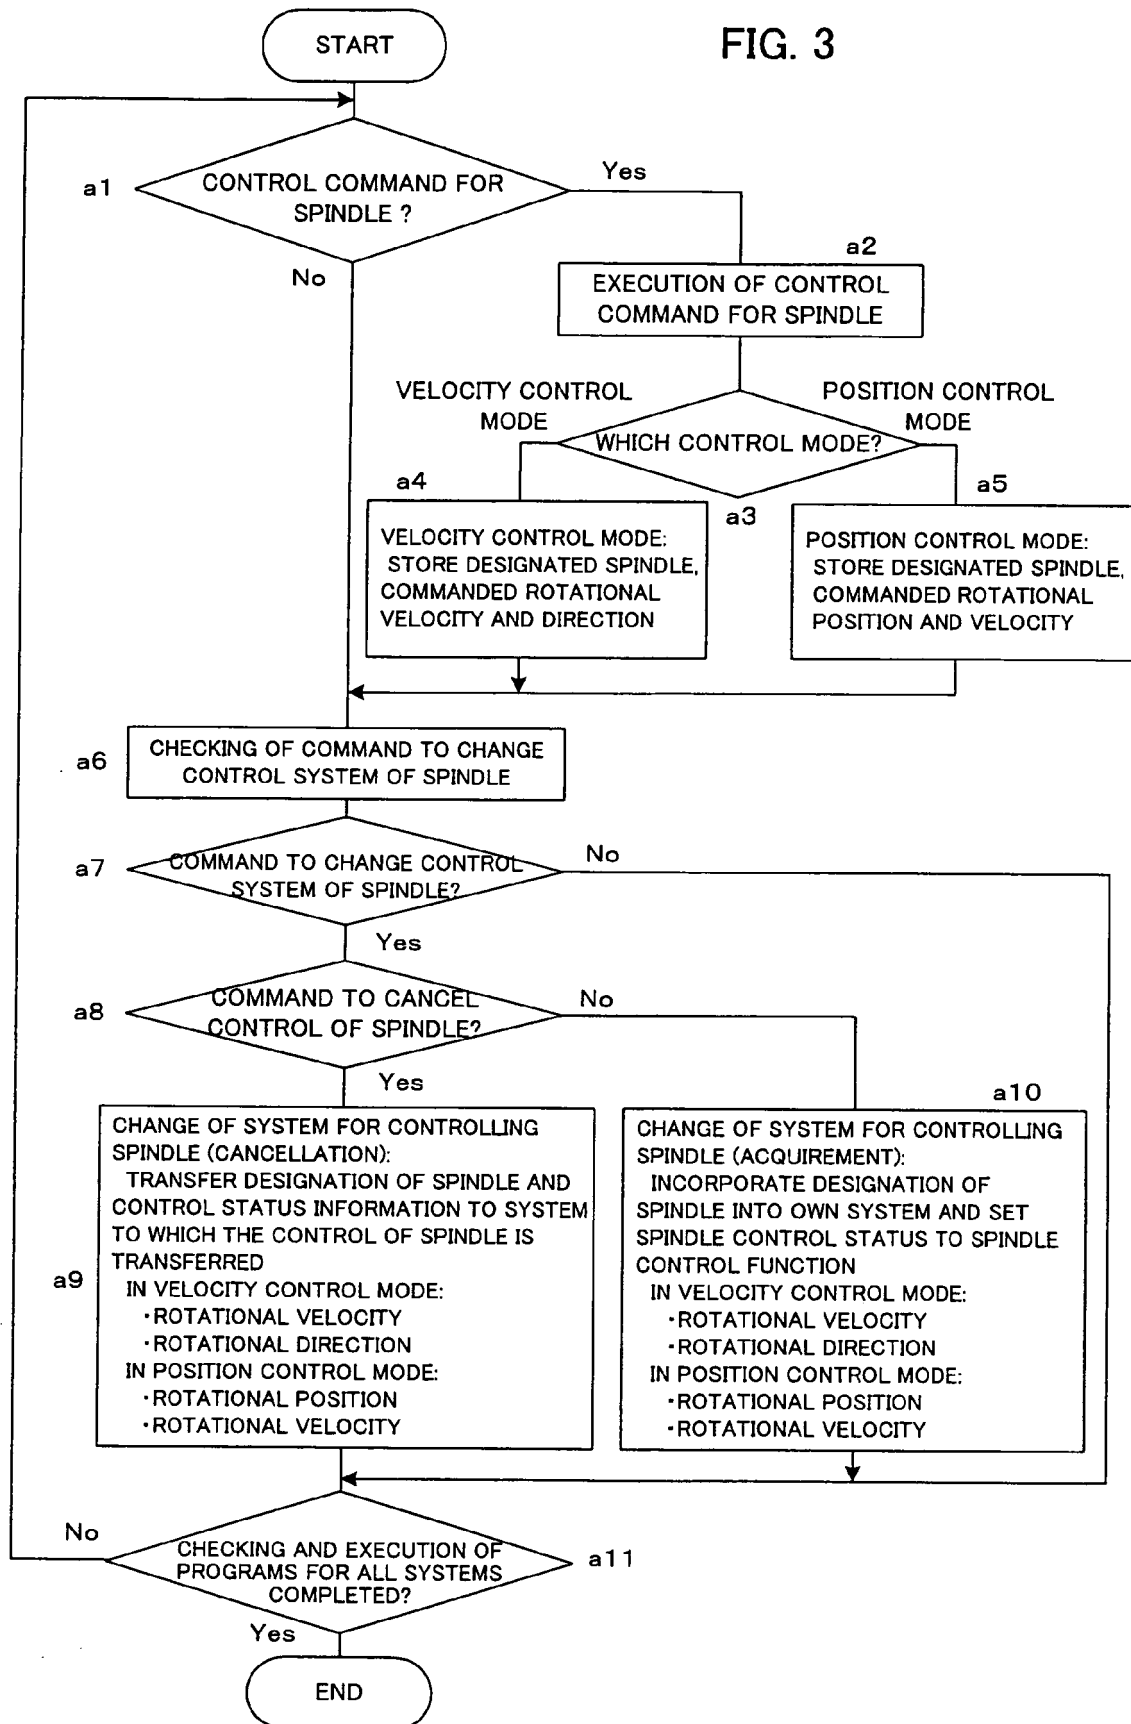 START
FIG. 3
a1
CONTROL COMMAND FOR
SPINDLE ?
Yes
No
a2
EXECUTION OF CONTROL
COMMAND FOR SPINDLE
VELOCITY CONTROL
MODE
POSITION CONTROL
MODE
WHICH CONTROL MODE?
a3
a4
VELOCITY CONTROL MODE:
STORE DESIGNATED SPINDLE,
COMMANDED ROTATIONAL
VELOCITY AND DIRECTION
a5
POSITION CONTROL MODE:
STORE DESIGNATED SPINDLE,
COMMANDED ROTATIONAL
POSITION AND VELOCITY
a6
CHECKING OF COMMAND TO CHANGE
CONTROL SYSTEM OF SPINDLE
a7
COMMAND TO CHANGE CONTROL
SYSTEM OF SPINDLE?
No
Yes
a8
COMMAND TO CANCEL
CONTROL OF SPINDLE?
No
Yes
a9
CHANGE OF SYSTEM FOR CONTROLLING
SPINDLE (CANCELLATION):
TRANSFER DESIGNATION OF SPINDLE AND
CONTROL STATUS INFORMATION TO SYSTEM
TO WHICH THE CONTROL OF SPINDLE IS
TRANSFERRED
IN VELOCITY CONTROL MODE:
・ROTATIONAL VELOCITY
・ROTATIONAL DIRECTION
IN POSITION CONTROL MODE:
・ROTATIONAL POSITION
・ROTATIONAL VELOCITY
a10
CHANGE OF SYSTEM FOR CONTROLLING
SPINDLE (ACQUIREMENT):
INCORPORATE DESIGNATION OF
SPINDLE INTO OWN SYSTEM AND SET
SPINDLE CONTROL STATUS TO SPINDLE
CONTROL FUNCTION
IN VELOCITY CONTROL MODE:
・ROTATIONAL VELOCITY
・ROTATIONAL DIRECTION
IN POSITION CONTROL MODE:
・ROTATIONAL POSITION
・ROTATIONAL VELOCITY
No
CHECKING AND EXECUTION OF
PROGRAMS FOR ALL SYSTEMS
COMPLETED?
a11
Yes
END